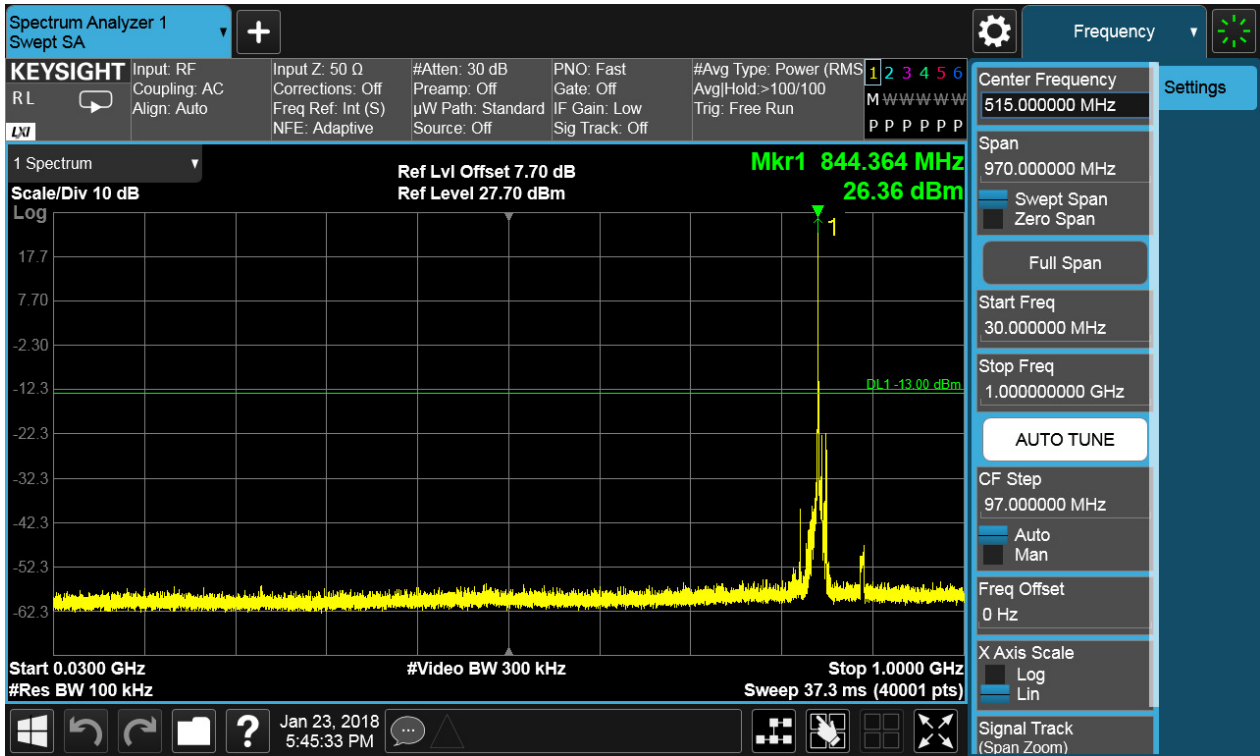 Spectrum Analyzer 1
Swept SA
Frequency
KEYSIGHT
RL
LXI
Input: RF
Coupling: AC
Align: Auto
Input Z: 50 Ω
Corrections: Off
Freq Ref: Int (S)
NFE: Adaptive
#Atten: 30 dB
Preamp: Off
µW Path: Standard
Source: Off
PNO: Fast
Gate: Off
IF Gain: Low
Sig Track: Off
#Avg Type: Power (RMS
Avg|Hold:>100/100
Trig: Free Run
1 2 3 4 5 6
M W W W W W
P P P P P P
1 Spectrum
Scale/Div 10 dB
Log
Ref Lvl Offset 7.70 dB
Ref Level 27.70 dBm
Mkr1 844.364 MHz
26.36 dBm
1
17.7
7.70
-2.30
-12.3
DL1 -13.00 dBm
-22.3
-32.3
-42.3
-52.3
-62.3
Start 0.0300 GHz
#Video BW 300 kHz
Stop 1.0000 GHz
#Res BW 100 kHz
Sweep 37.3 ms (40001 pts)
Center Frequency
515.000000 MHz
Settings
Span
970.000000 MHz
Swept Span
Zero Span
Full Span
Start Freq
30.000000 MHz
Stop Freq
1.000000000 GHz
AUTO TUNE
CF Step
97.000000 MHz
Auto
Man
Freq Offset
0 Hz
X Axis Scale
Log
Lin
Signal Track
(Span Zoom)
?
Jan 23, 2018
5:45:33 PM